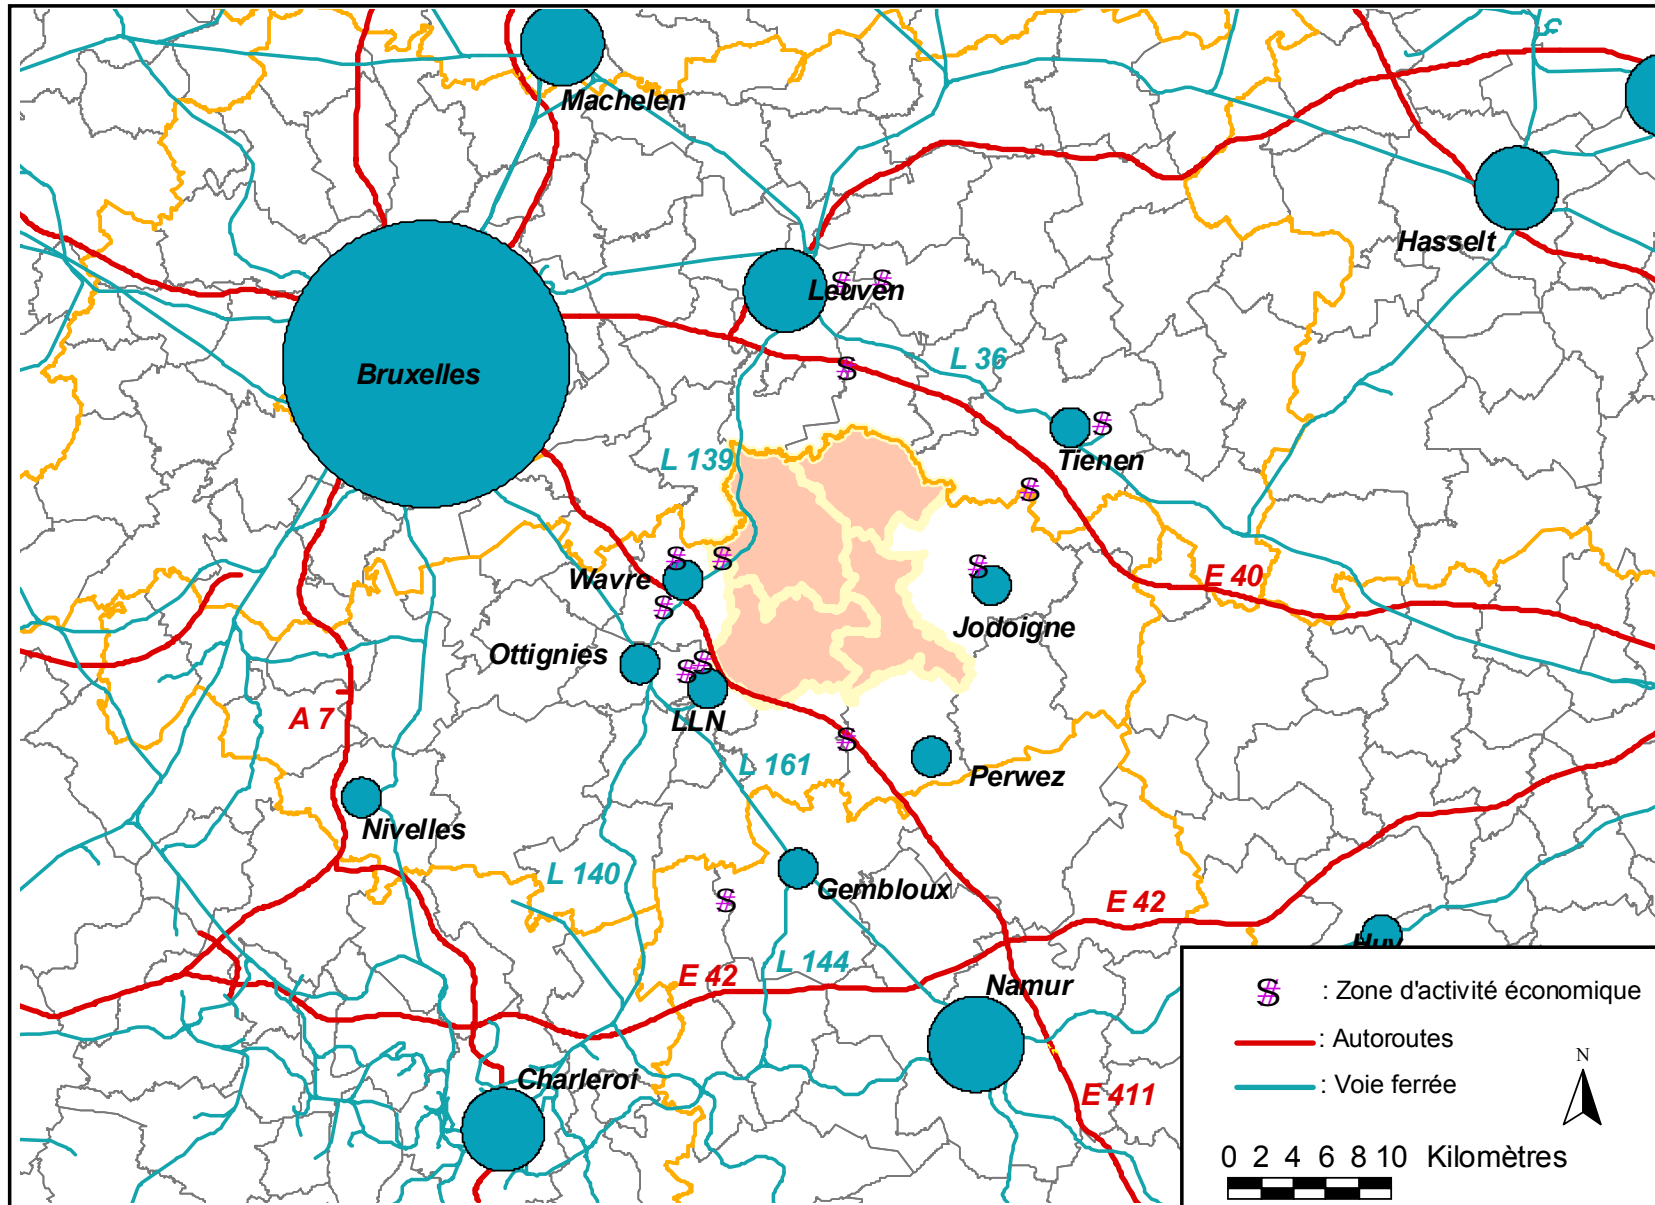 Machelen
Hasselt
Leuven
Bruxelles
L 36
L 139
Tienen
Wavre
E 40
Jodoigne
Ottignies
A 7
LLN
L 161
Perwez
Nivelles
L 140
Gembloux
E 42
Huy
L 144
E 42
Namur
Charleroi
E 411
: Zone d'activité économique
: Autoroutes
: Voie ferrée
N
0 2 4 6 8 10 Kilomètres